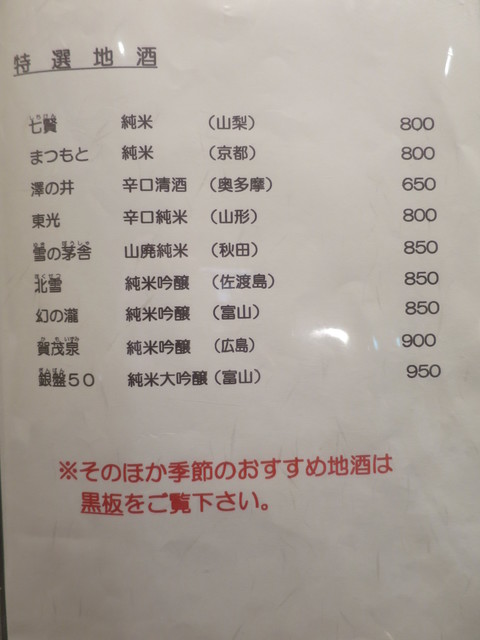 特選地酒
七賢 純米 （山梨） 800
まつもと 純米 （京都） 800
澤の井 辛口清酒 （奥多摩） 650
東光 辛口純米 （山形） 800
雪の茅舎 山廃純米 （秋田） 850
北雪 純米吟醸 （佐渡島） 850
幻の瀧 純米吟醸 （富山） 850
賀茂泉 純米吟醸 （広島） 900
銀盤５０ 純米大吟醸 （富山） 950
※そのほか季節のおすすめ地酒は
黒板をご覧下さい。